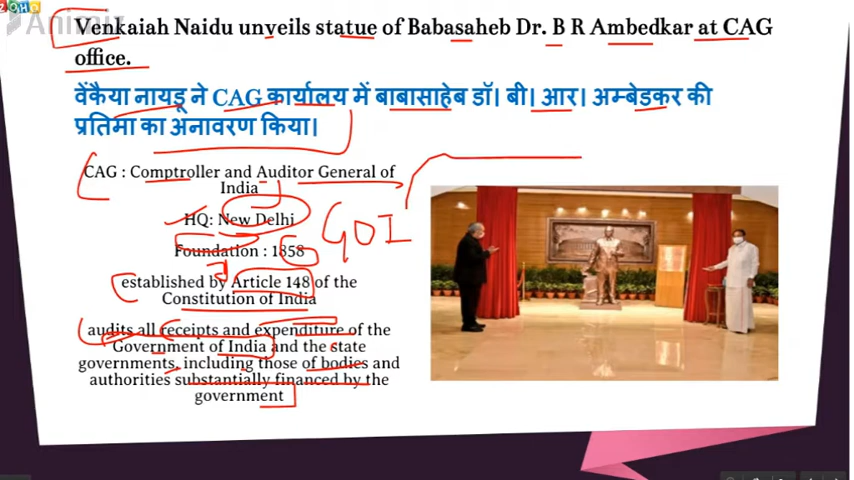 ZOHO
Animiz
Venkaiah Naidu unveils statue of Babasaheb Dr. B R Ambedkar at CAG
office.
वेंकैया नायडू ने CAG कार्यालय में बाबासाहेब डॉ। बी। आर। अम्बेडकर की
प्रतिमा का अनावरण किया।
CAG : Comptroller and Auditor General of
India
HQ: New Delhi
GOI
Foundation : 1858
established by Article 148 of the
Constitution of India
audits all receipts and expenditure of the
Government of India and the state
governments, including those of bodies and
authorities substantially financed by the
government